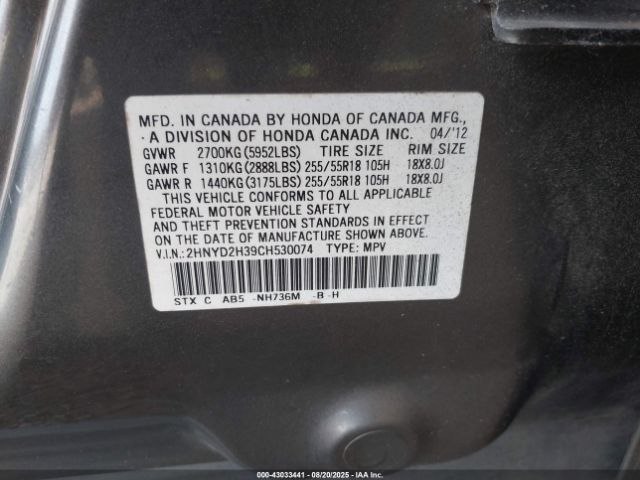 MFD. IN CANADA BY HONDA OF CANADA MFG.,
A DIVISION OF HONDA CANADA INC. 04/'12
GVWR 2700KG(5952LBS) TIRE SIZE RIM SIZE
GAWR F 1310KG(2888LBS) 255/55R18 105H 18X8.0J
GAWR R 1440KG(3175LBS) 255/55R18 105H 18X8.0J
THIS VEHICLE CONFORMS TO ALL APPLICABLE
FEDERAL MOTOR VEHICLE SAFETY
AND THEFT PREVENTION STANDARDS IN EFFECT
ON THE DATE OF MANUFACTURE SHOWN ABOVE.
V.I.N.:2HNYD2H39CH530074 TYPE: MPV
STX C AB5 -NH736M -B -H
000-43033441 - 08/20/2025 - IAA Inc.